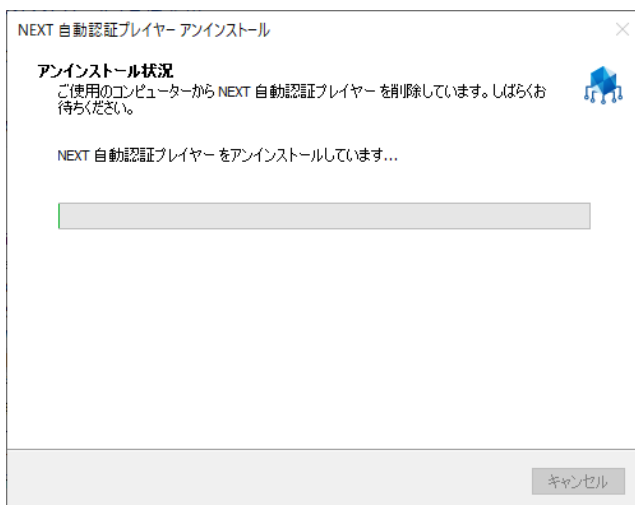 NEXT 自動認証プレイヤー アンインストール
アンインストール状況
ご使用のコンピューターから NEXT 自動認証プレイヤー を削除しています。しばらくお
待ちください。
NEXT 自動認証プレイヤー をアンインストールしています...
キャンセル